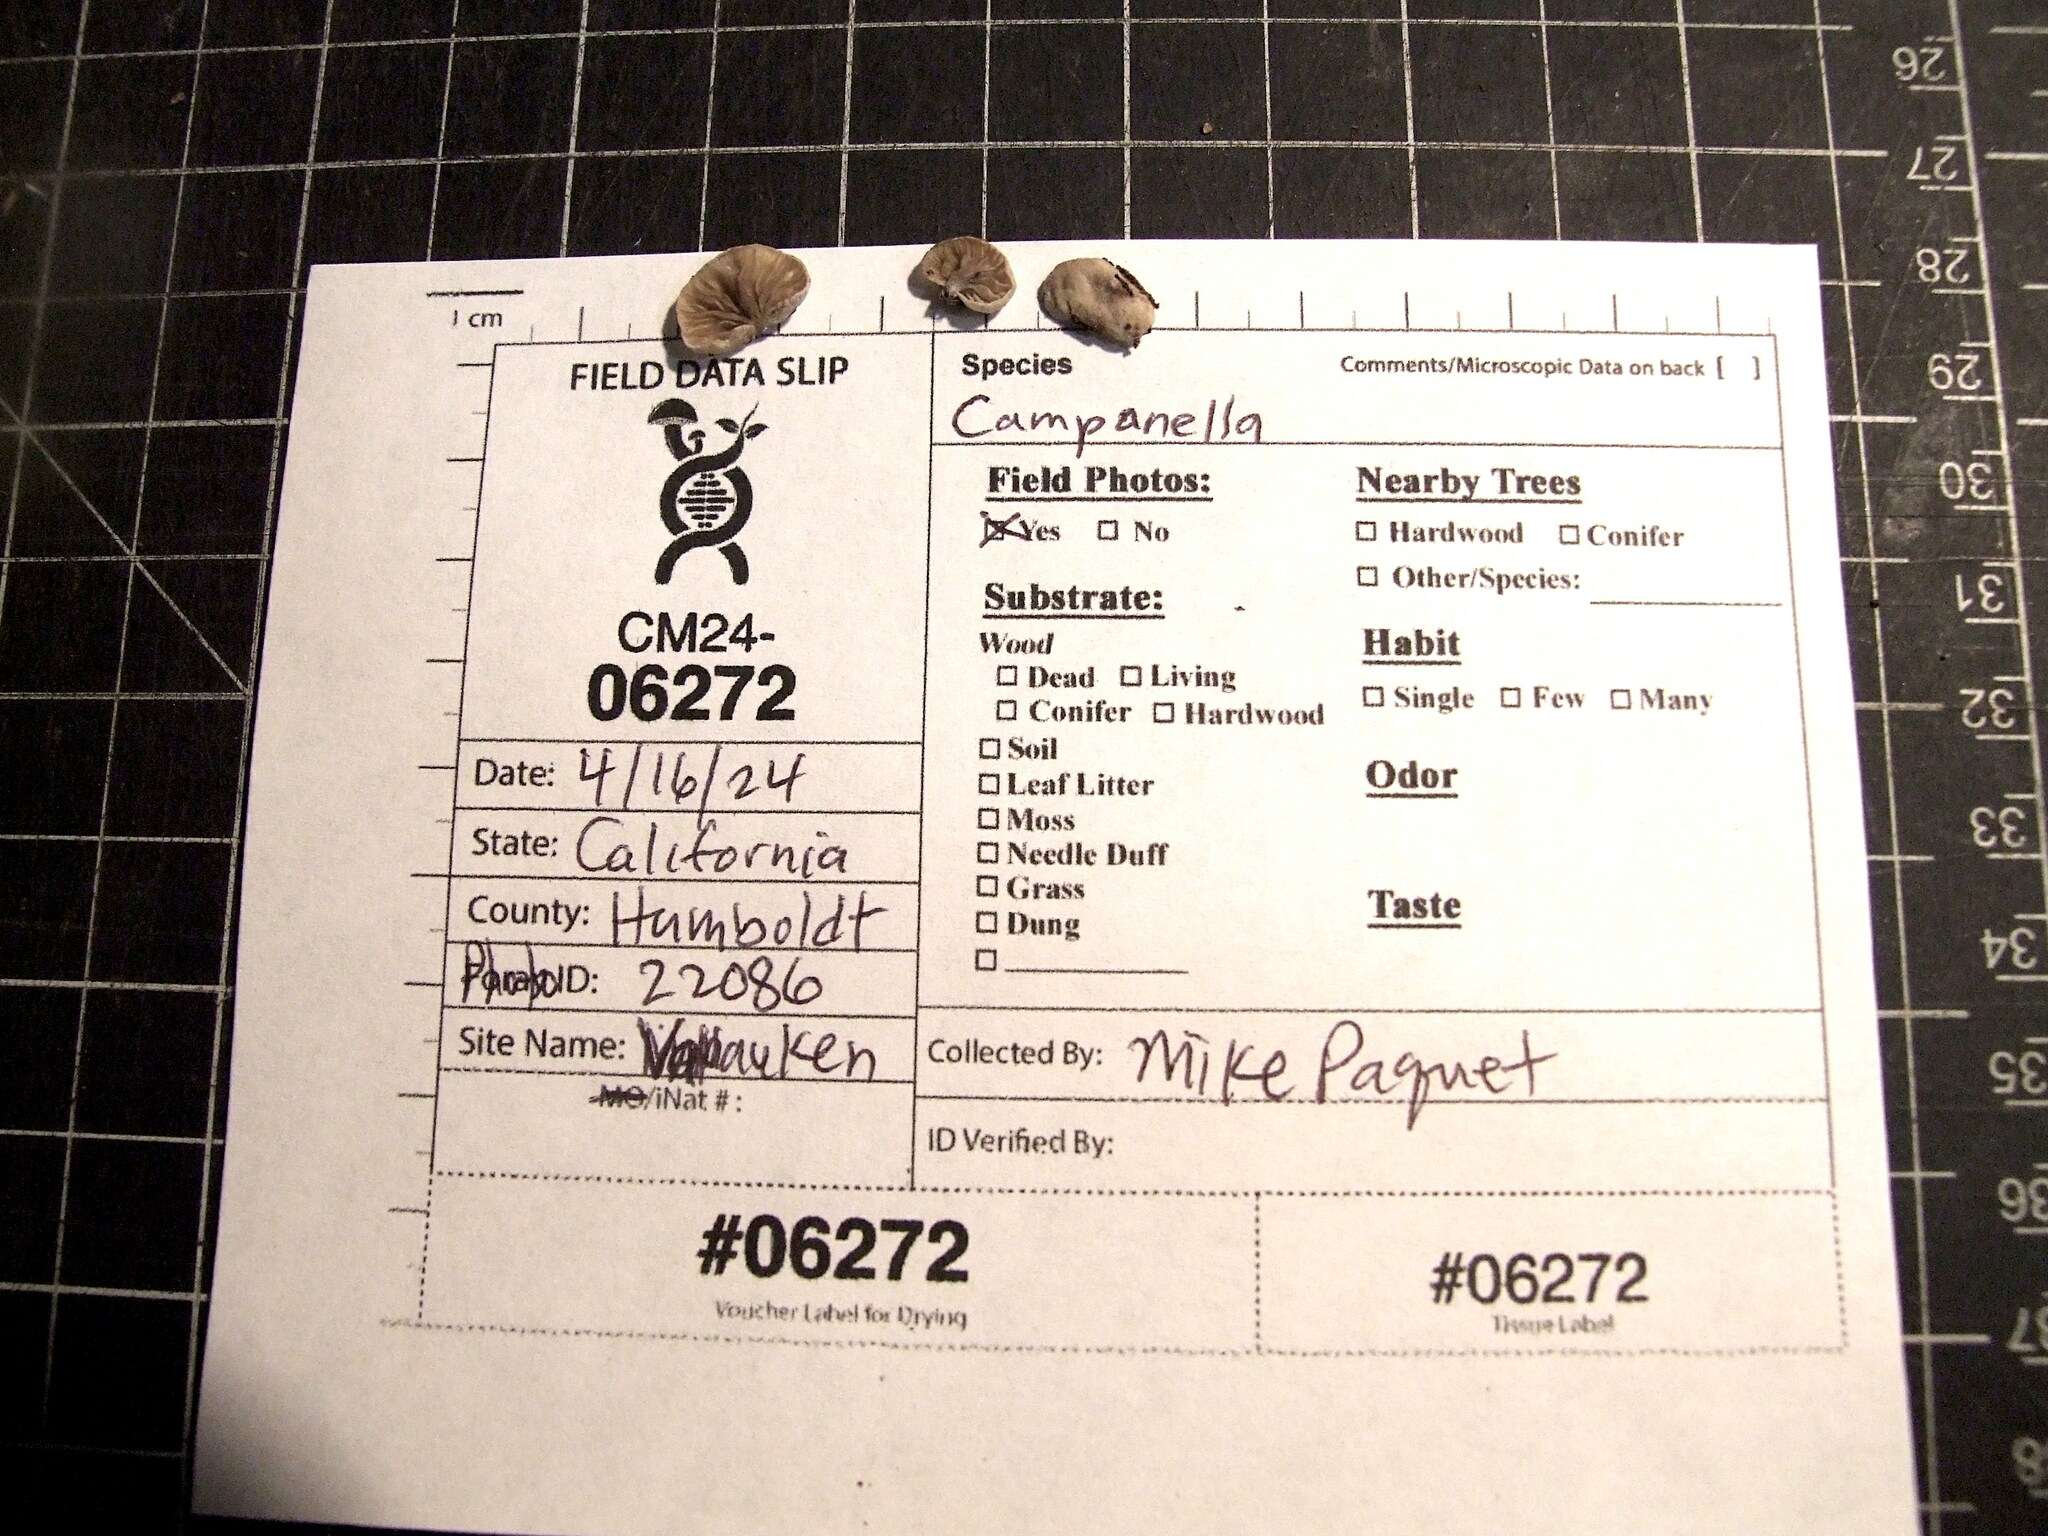 1 cm
FIELD DATA SLIP
CM24-
06272
Date: 4/16/24
State: California
County: Humboldt
ID: 22086
Site Name:
MO/iNat #:
Species
Comments/Microscopic Data on back [ ]
Campanella
Field Photos:
Yes No
Substrate:
Wood
Dead Living
Conifer Hardwood
Soil
Leaf Litter
Moss
Needle Duff
Grass
Dung
Nearby Trees
Hardwood Conifer
Other/Species:
Habit
Single Few Many
Odor
Taste
Collected By: Mike Paquet
ID Verified By:
#06272
Voucher Label for Drying
#06272
Tissue Label
26
27
28
29
30
31
32
33
34
35
36
37
38